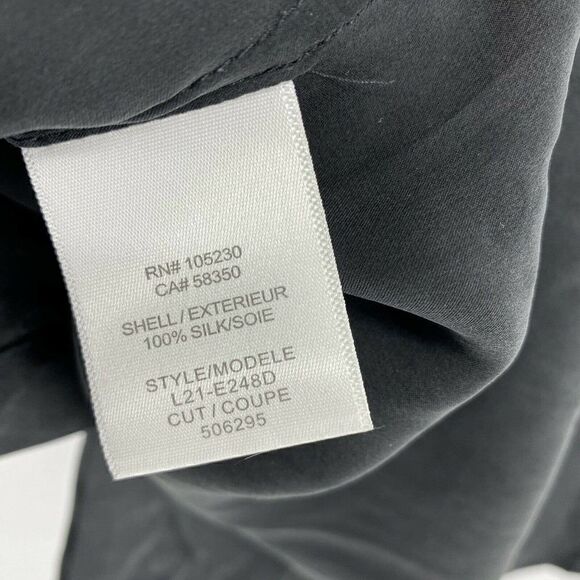 RN# 105230
CA# 58350
SHELL/EXTERIEUR
100% SILK/SOIE
STYLE/MODELE
L21-E248D
CUT / COUPE
506295